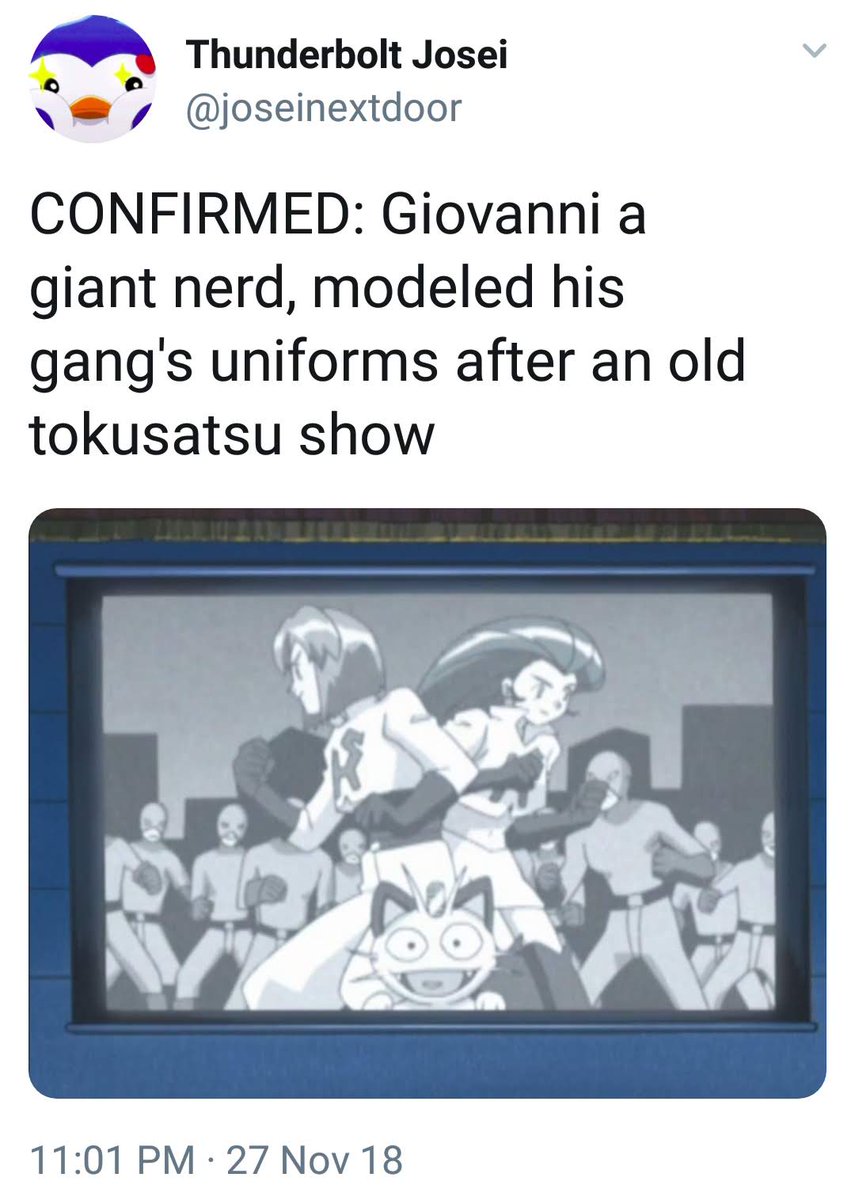 Thunderbolt Josei
@joseinextdoor
CONFIRMED: Giovanni a
giant nerd, modeled his
gang's uniforms after an old
tokusatsu show
11:01 PM · 27 Nov 18